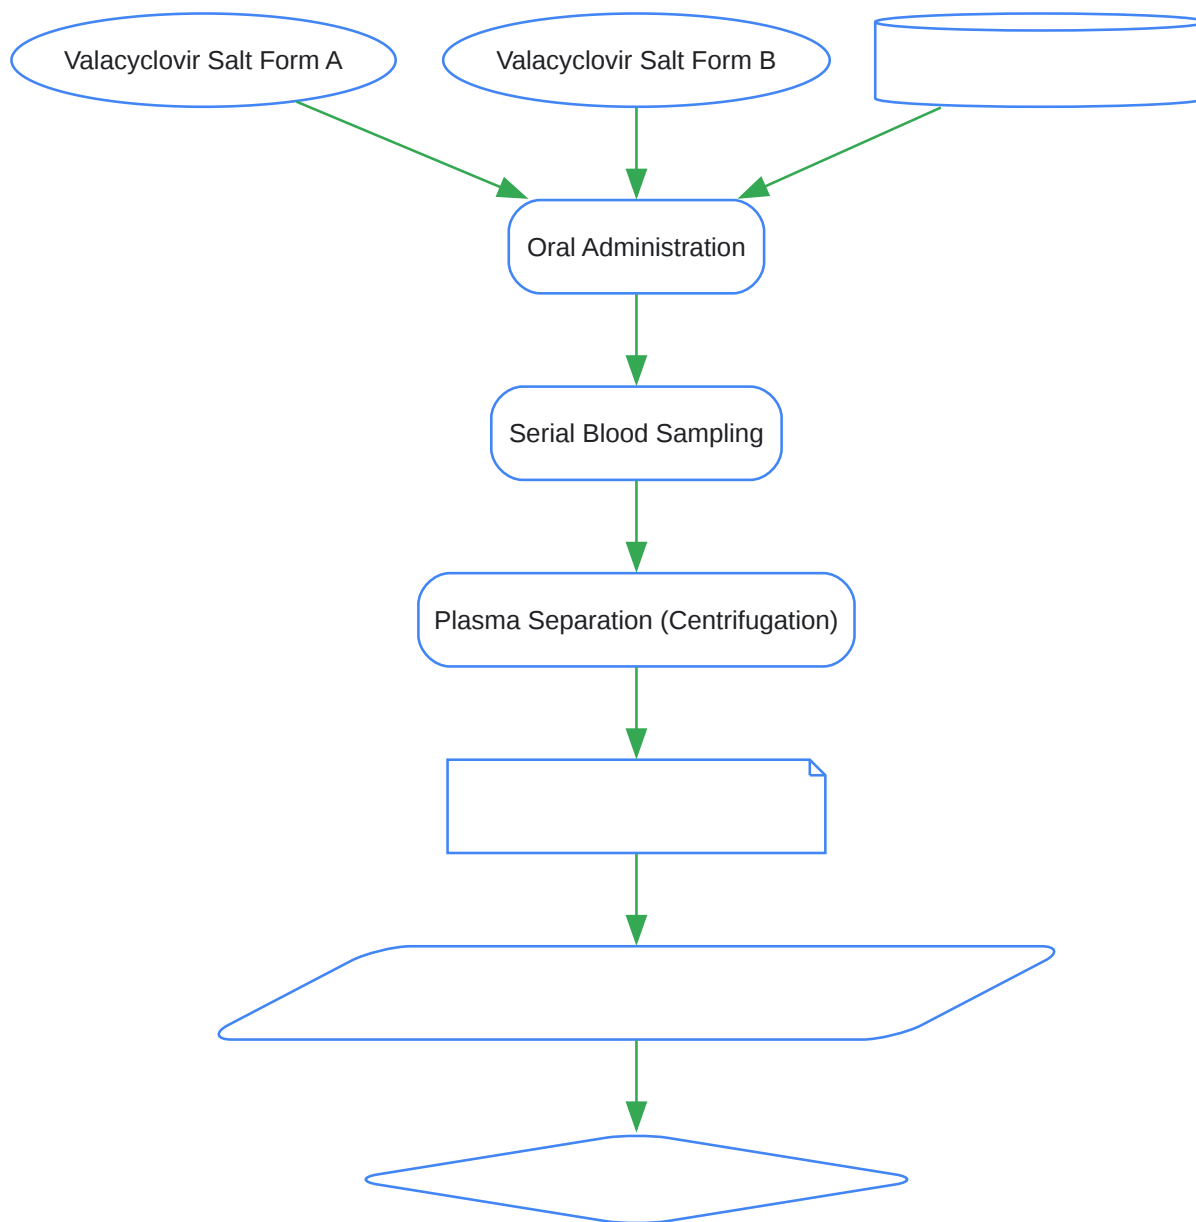 Valacyclovir Salt Form A
Valacyclovir Salt Form B
Oral Administration
Serial Blood Sampling
Plasma Separation (Centrifugation)